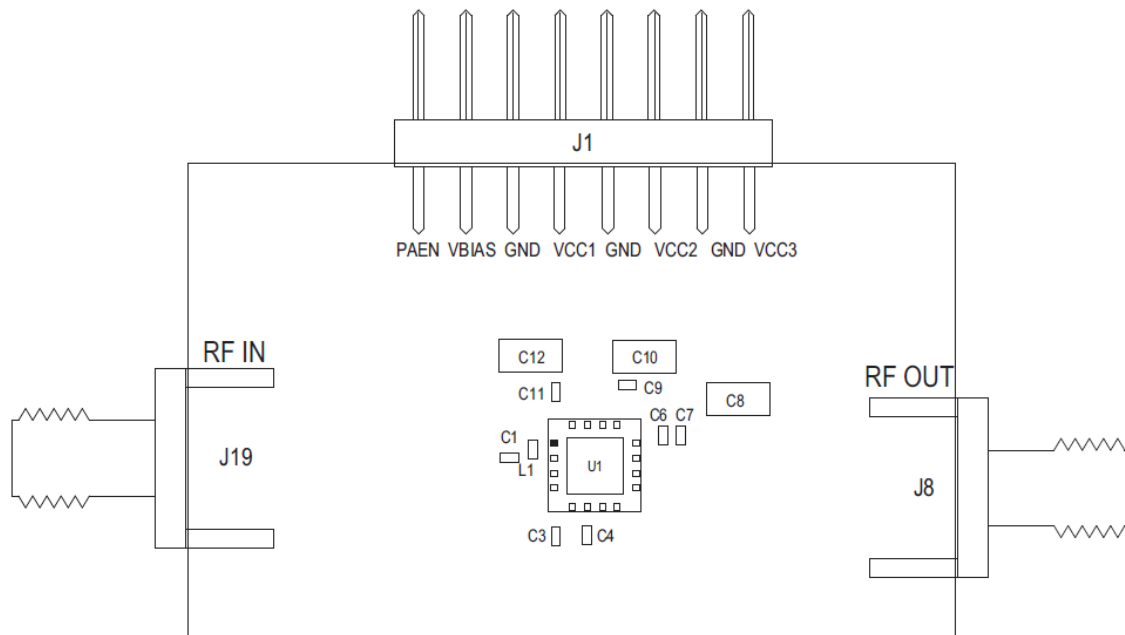 J1
PAEN VBIAS GND VCC1 GND VCC2 GND VCC3
RF IN
RF OUT
C12
C10
C11
C9
C8
C6 C7
C1
L1
U1
J19
J8
C3
C4